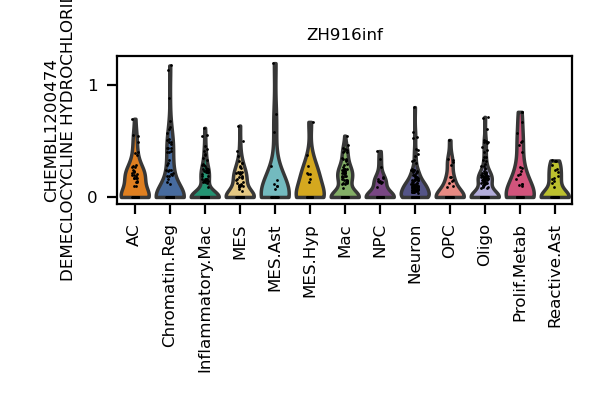 ZH916inf
CHEMBL1200474
DEMECLOCYCLINE HYDROCHLORI
1
0
AC
Chromatin.Reg
Inflammatory.Mac
MES
MES.Ast
MES.Hyp
Mac
NPC
Neuron
OPC
Oligo
Prolif.Metab
Reactive.Ast